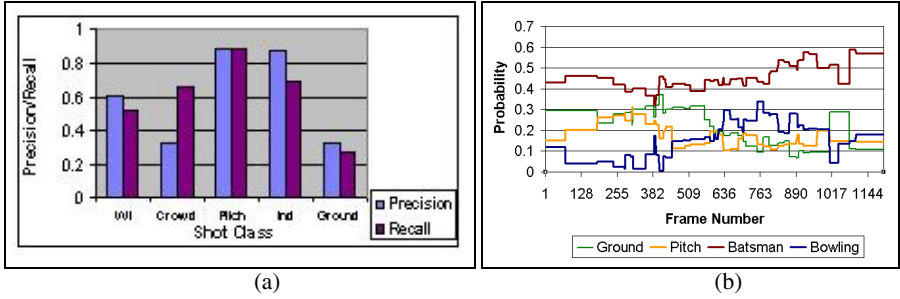 Precision/Recall
1
0.8
0.6
0.4
0.2
0
WI Crowd Pitch Ind Ground
Shot Class
Precision
Recall
(a)
Probability
0.7
0.6
0.5
0.4
0.3
0.2
0.1
0
1 128 255 382 509 636 763 890 1017 1144
Frame Number
Ground Pitch Batsman Bowling
(b)